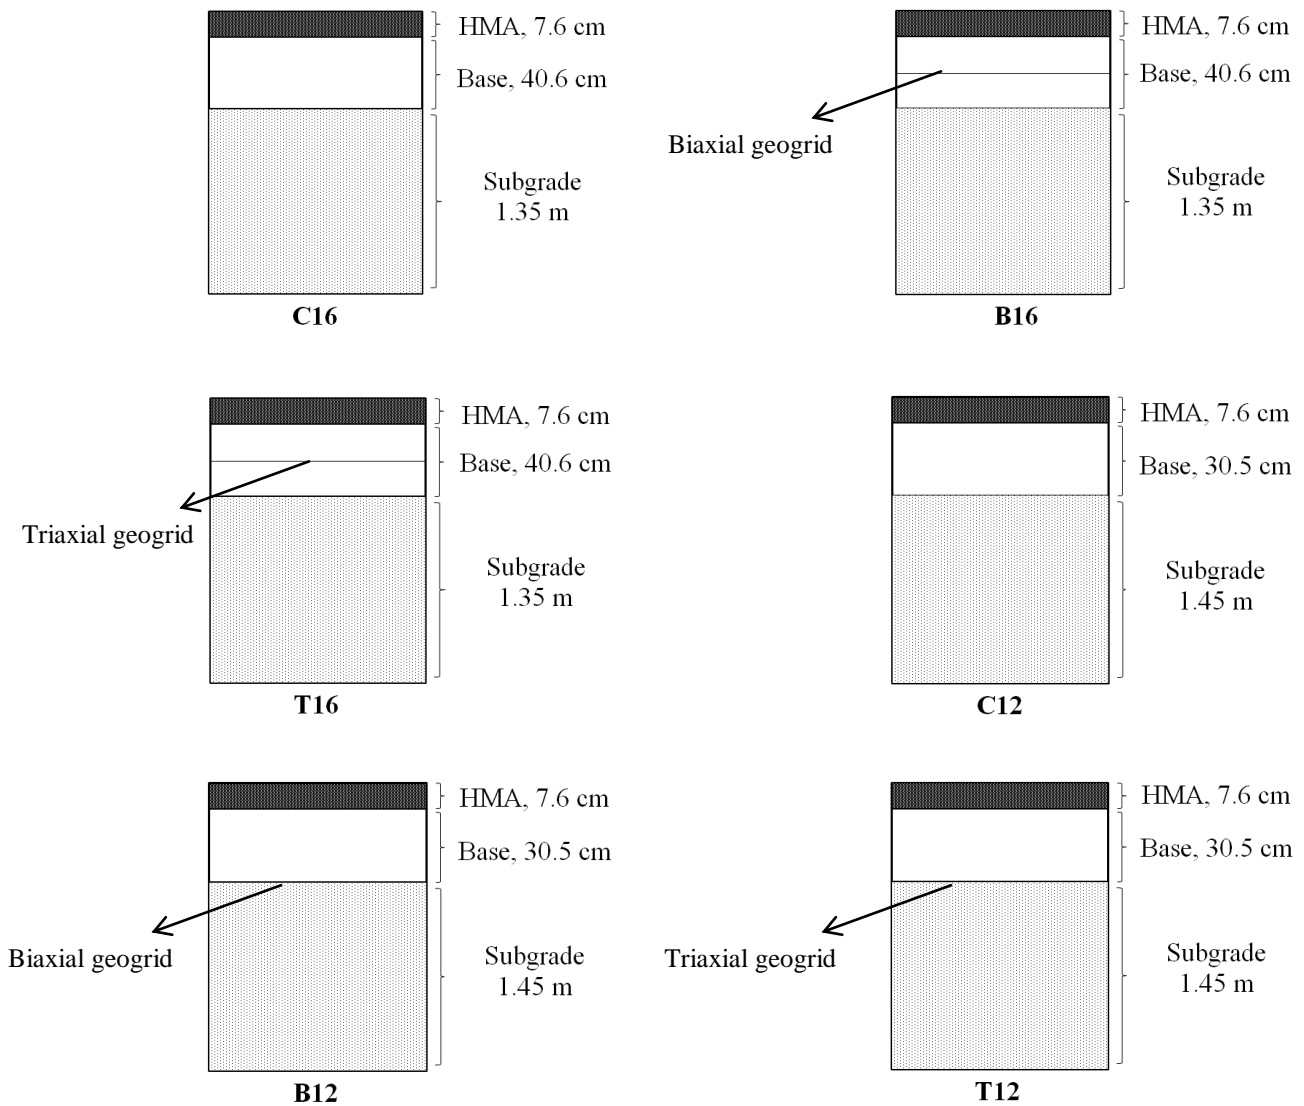 HMA, 7.6 cm
Base, 40.6 cm
Subgrade
1.35 m
C16
HMA, 7.6 cm
Base, 40.6 cm
Biaxial geogrid
Subgrade
1.35 m
B16
HMA, 7.6 cm
Base, 40.6 cm
Triaxial geogrid
Subgrade
1.35 m
T16
HMA, 7.6 cm
Base, 30.5 cm
Subgrade
1.45 m
C12
HMA, 7.6 cm
Base, 30.5 cm
Biaxial geogrid
Subgrade
1.45 m
B12
HMA, 7.6 cm
Base, 30.5 cm
Triaxial geogrid
Subgrade
1.45 m
T12